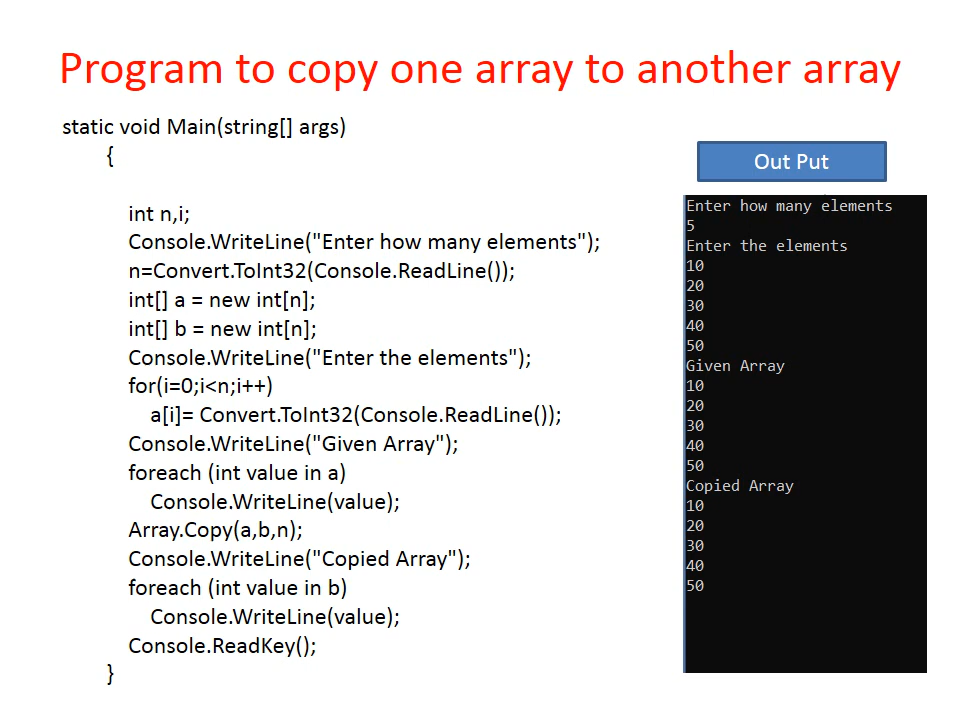 Program to copy one array to another array
static void Main(string[] args)
{
int n,i;
Console.WriteLine("Enter how many elements");
n=Convert.ToInt32(Console.ReadLine());
int[] a = new int[n];
int[] b = new int[n];
Console.WriteLine("Enter the elements");
for(i=0;i<n;i++)
a[i]= Convert.ToInt32(Console.ReadLine());
Console.WriteLine("Given Array");
foreach (int value in a)
Console.WriteLine(value);
Array.Copy(a,b,n);
Console.WriteLine("Copied Array");
foreach (int value in b)
Console.WriteLine(value);
Console.ReadKey();
}
Out Put
Enter how many elements
5
Enter the elements
10
20
30
40
50
Given Array
10
20
30
40
50
Copied Array
10
20
30
40
50